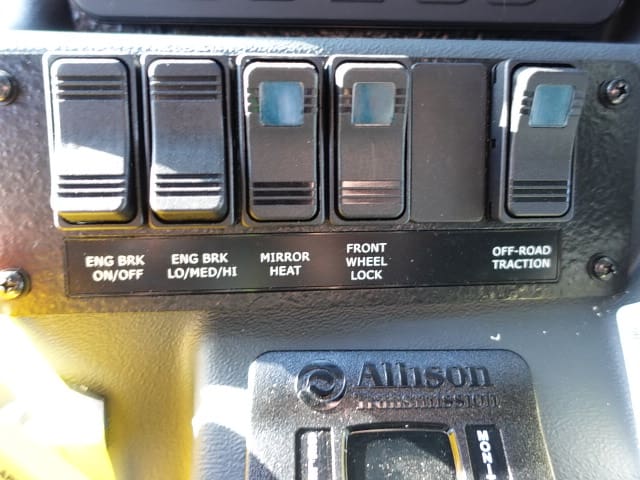 ENG BRK
ON/OFF
ENG BRK
LO/MED/HI
MIRROR
HEAT
FRONT
WHEEL
LOCK
OFF-ROAD
TRACTION
Allison
Transmission